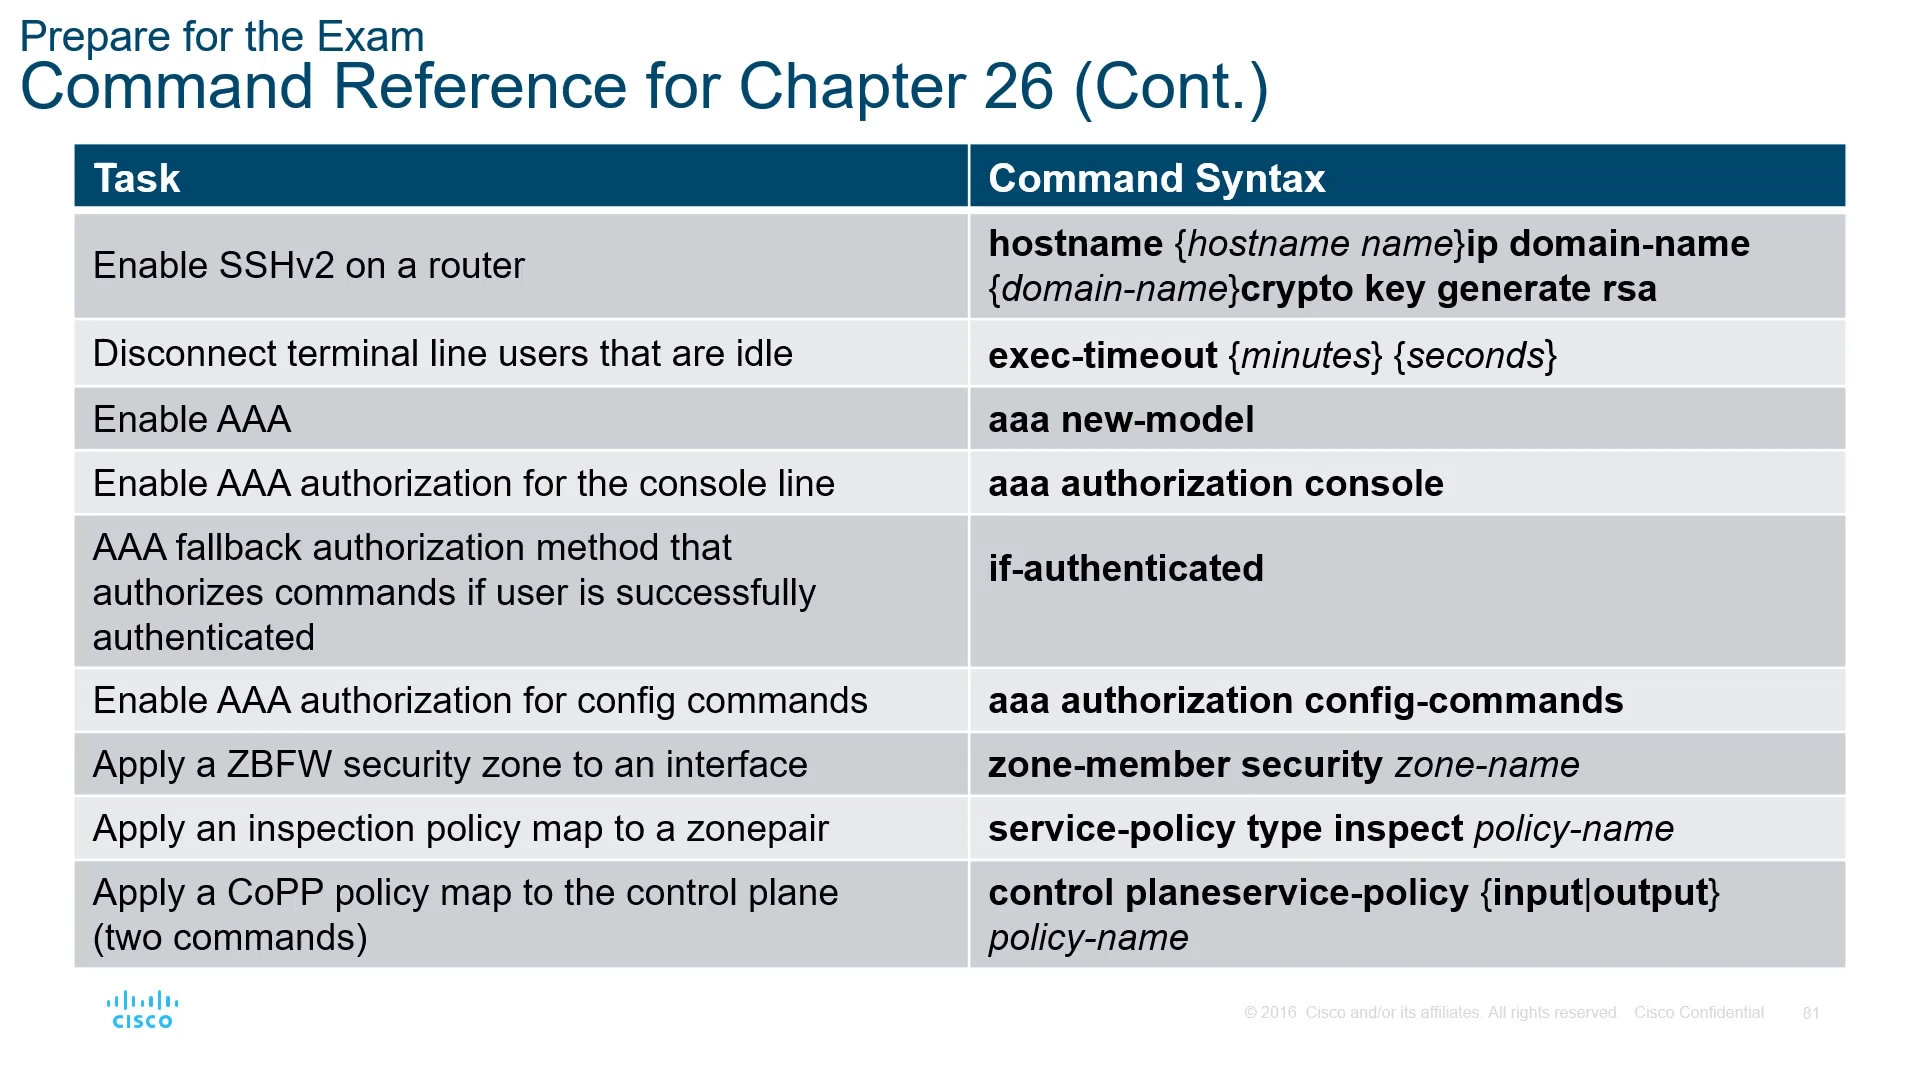 Prepare for the Exam
Command Reference for Chapter 26 (Cont.)
Task
Command Syntax
Enable SSHv2 on a router
hostname {hostname name}ip domain-name
{domain-name}crypto key generate rsa
Disconnect terminal line users that are idle
exec-timeout {minutes} {seconds}
Enable AAA
aaa new-model
Enable AAA authorization for the console line
aaa authorization console
AAA fallback authorization method that
authorizes commands if user is successfully
authenticated
if-authenticated
Enable AAA authorization for config commands
aaa authorization config-commands
Apply a ZBFW security zone to an interface
zone-member security zone-name
Apply an inspection policy map to a zonepair
service-policy type inspect policy-name
Apply a CoPP policy map to the control plane
(two commands)
control planeservice-policy {input|output}
policy-name
CISCO
© 2016 Cisco and/or its affiliates. All rights reserved. Cisco Confidential
81